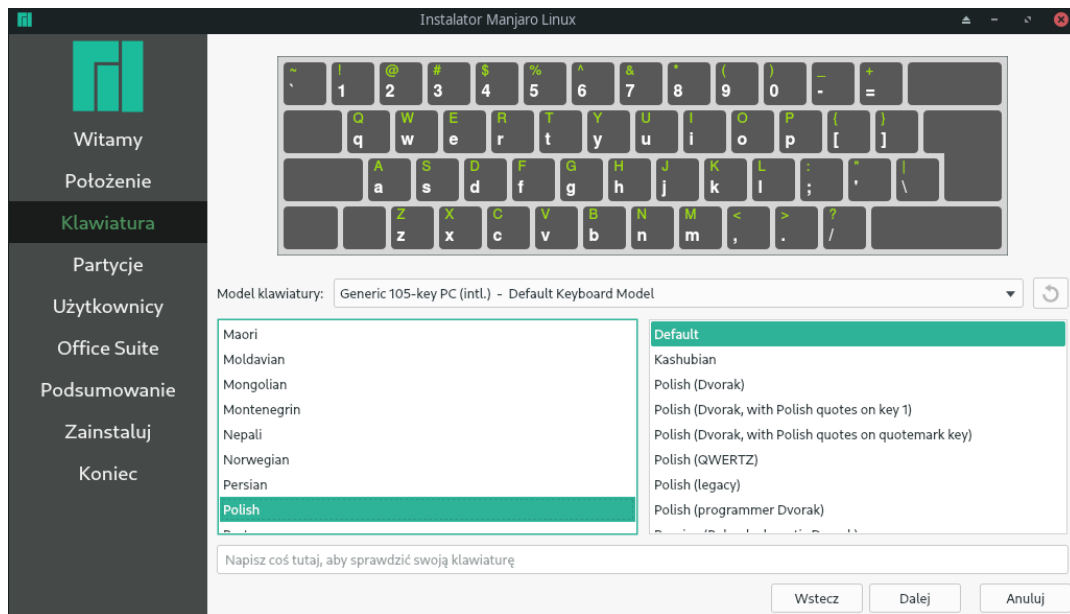 Instalator Manjaro Linux
Witamy
Położenie
Klawiatura
Partycje
Użytkownicy
Office Suite
Podsumowanie
Zainstaluj
Koniec
~ ! @ # $ % ^ & * ( ) _ +
` 1 2 3 4 5 6 7 8 9 0 - =
Q W E R T Y U I O P { }
q w e r t y u i o p [ ]
A S D F G H J K L : " |
a s d f g h j k l ; ' \
Z X C V B N M < > ?
z x c v b n m , . /
Model klawiatury: Generic 105-key PC (intl.) - Default Keyboard Model
Maori
Moldavian
Mongolian
Montenegrin
Nepali
Norwegian
Persian
Polish
Default
Kashubian
Polish (Dvorak)
Polish (Dvorak, with Polish quotes on key 1)
Polish (Dvorak, with Polish quotes on quotemark key)
Polish (QWERTZ)
Polish (legacy)
Polish (programmer Dvorak)
Napisz coś tutaj, aby sprawdzić swoją klawiaturę
Wstecz Dalej Anuluj